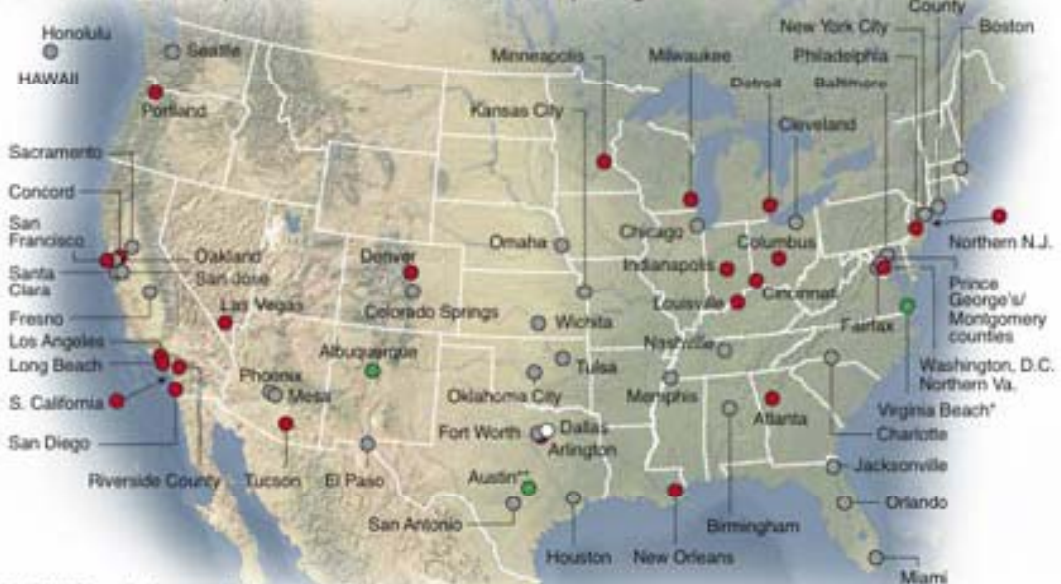 County
New York City
Boston
Honolulu
Seattle
Minneapolis
Milwaukee
Philadelphia
HAWAII
Detroit
Baltimore
Portland
Kansas City
Cleveland
Sacramento
Concord
San
Francisco
Oakland
Denver
Omaha
Chicago
Columbus
Northern N.J.
Santa
Clara
San Jose
Indianapolis
Las Vegas
Colorado Springs
Louisville
Cincinnati
Prince
George's/
Montgomery
counties
Fresno
Wichita
Fairfax
Los Angeles
Albuquerque
Nashville
Long Beach
Tulsa
Washington, D.C.
Northern Va.
Phoenix
Mesa
Oklahoma City
Memphis
S. California
Virginia Beach*
Atlanta
Fort Worth
Dallas
Charlotte
San Diego
Arlington
Jacksonville
Riverside County
Tucson
El Paso
Austin**
Orlando
San Antonio
Birmingham
Houston
New Orleans
Miami